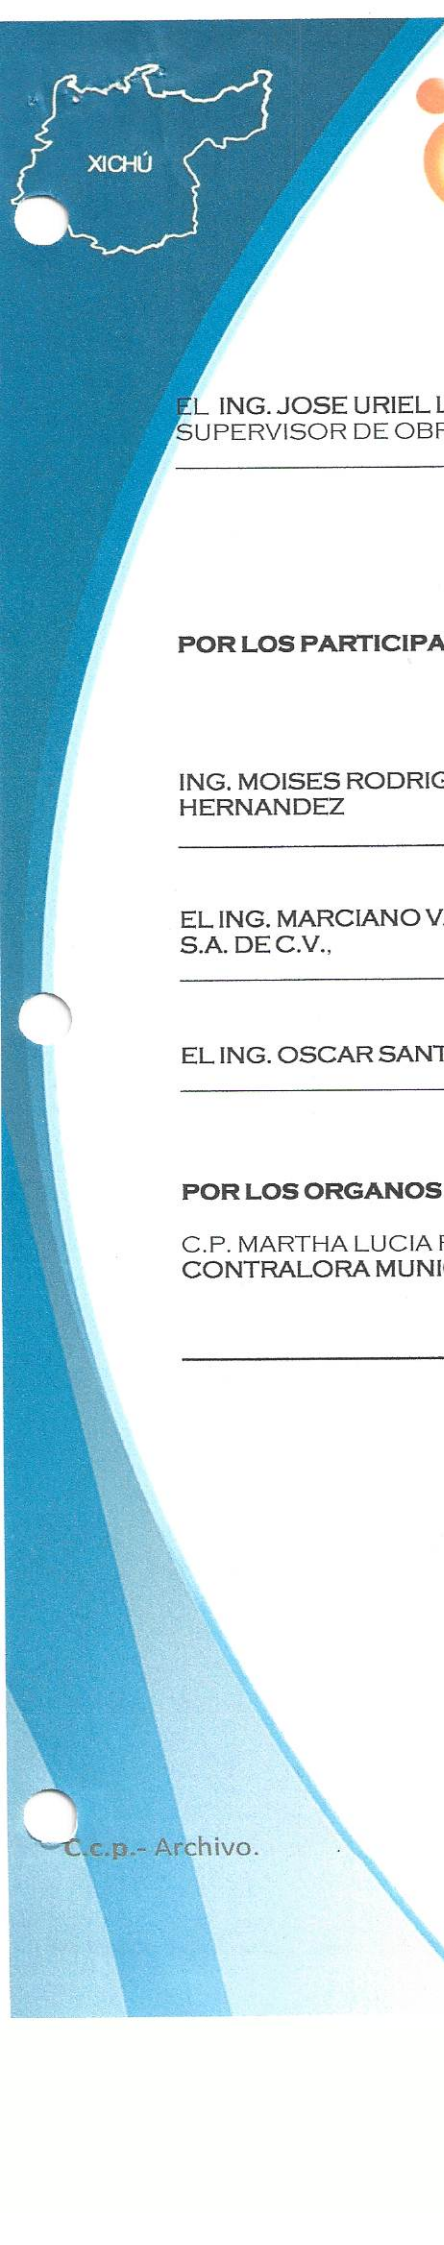 XICHÚ
EL ING. JOSE URIEL L
SUPERVISOR DE OBR
POR LOS PARTICIPA
ING. MOISES RODRIG
HERNANDEZ
EL ING. MARCIANO V
S.A. DE C.V.,
EL ING. OSCAR SANT
POR LOS ORGANOS
C.P. MARTHA LUCIA
CONTRALORA MUNI
C.c.p.- Archivo.